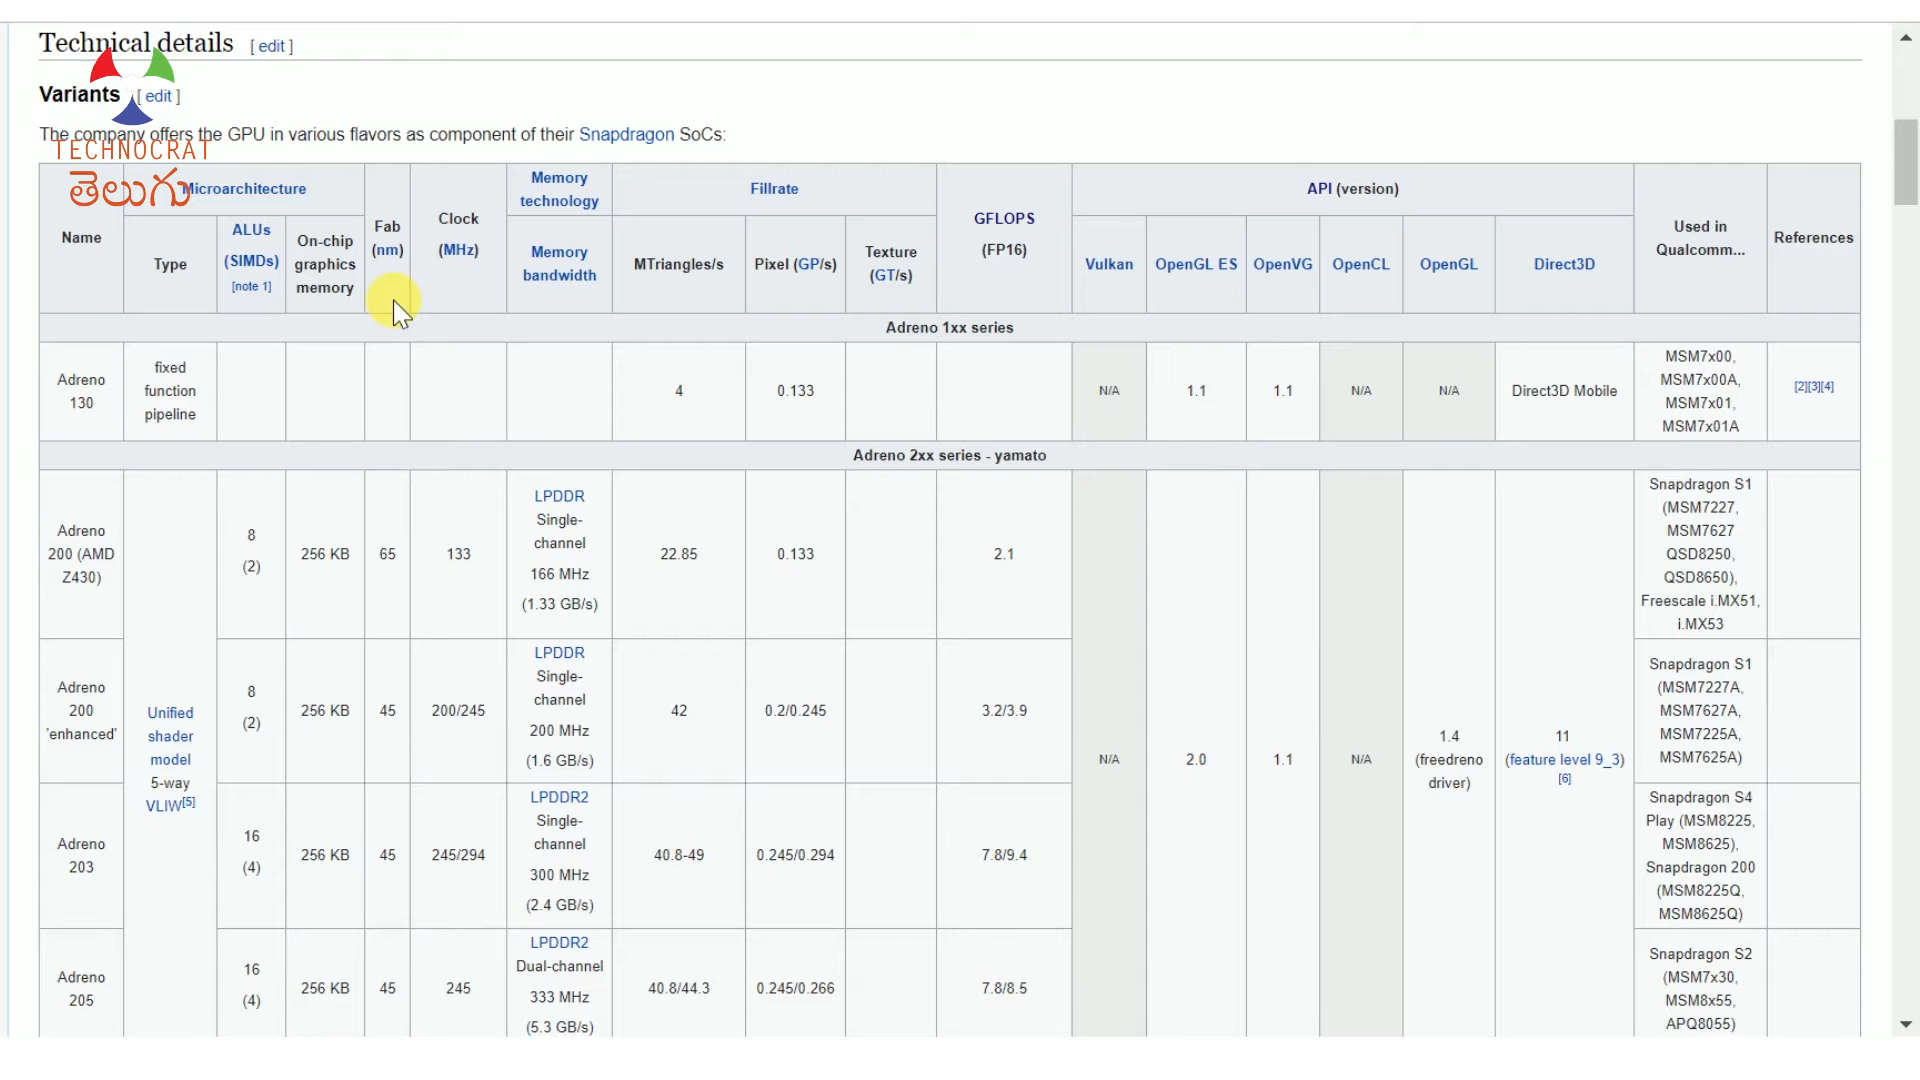 Technical details [ edit ]
Variants [ edit ]
The company offers the GPU in various flavors as component of their Snapdragon SoCs:
TECHNOCRAT
తెలుగు
Name
Microarchitecture
Fab
(nm)
Clock
(MHz)
Memory
technology
Fillrate
GFLOPS
(FP16)
API (version)
Used in
Qualcomm...
References
Type
ALUs
(SIMDs)
[note 1]
On-chip
graphics
memory
Memory
bandwidth
MTriangles/s
Pixel (GP/s)
Texture
(GT/s)
Vulkan
OpenGL ES
OpenVG
OpenCL
OpenGL
Direct3D
Adreno 1xx series
Adreno
130
fixed
function
pipeline
4
0.133
N/A
1.1
1.1
N/A
N/A
Direct3D Mobile
MSM7x00,
MSM7x00A,
MSM7x01,
MSM7x01A
[2][3][4]
Adreno 2xx series - yamato
Adreno
200 (AMD
Z430)
Unified
shader
model
5-way
VLIW[5]
8
(2)
256 KB
65
133
LPDDR
Single-
channel
166 MHz
(1.33 GB/s)
22.85
0.133
2.1
N/A
2.0
1.1
N/A
1.4
(freedreno
driver)
11
(feature level 9_3)
[6]
Snapdragon S1
(MSM7227,
MSM7627
QSD8250,
QSD8650),
Freescale i.MX51,
i.MX53
Adreno
200
'enhanced'
8
(2)
256 KB
45
200/245
LPDDR
Single-
channel
200 MHz
(1.6 GB/s)
42
0.2/0.245
3.2/3.9
Snapdragon S1
(MSM7227A,
MSM7627A,
MSM7225A,
MSM7625A)
Adreno
203
16
(4)
256 KB
45
245/294
LPDDR2
Single-
channel
300 MHz
(2.4 GB/s)
40.8-49
0.245/0.294
7.8/9.4
Snapdragon S4
Play (MSM8225,
MSM8625),
Snapdragon 200
(MSM8225Q,
MSM8625Q)
Adreno
205
16
(4)
256 KB
45
245
LPDDR2
Dual-channel
333 MHz
(5.3 GB/s)
40.8/44.3
0.245/0.266
7.8/8.5
Snapdragon S2
(MSM7x30,
MSM8x55,
APQ8055)